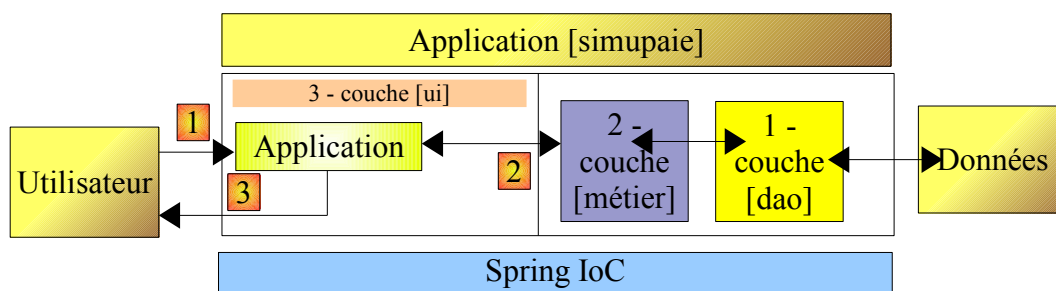 Application [simupaie]
3 - couche [ui]
1
Application
2
3
Utilisateur
2 -
couche
[métier]
1 -
couche
[dao]
Données
Spring IoC